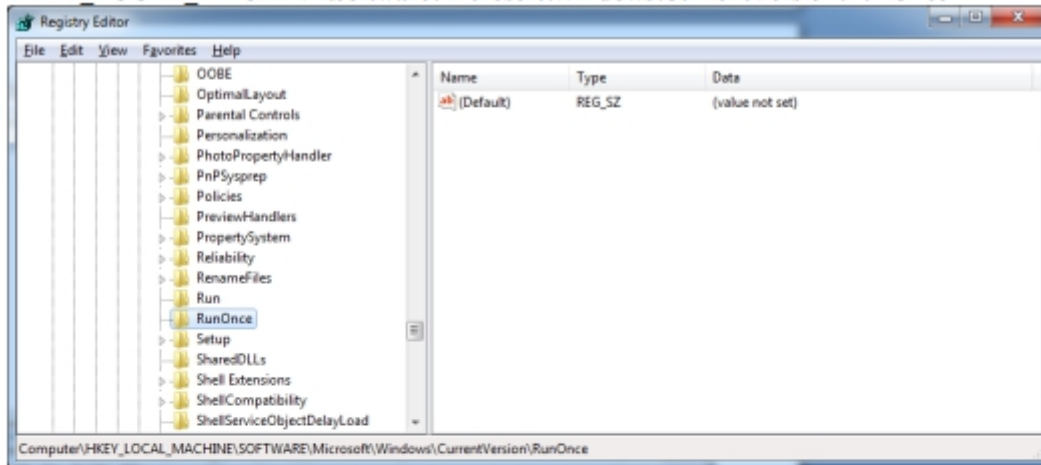 Registry Editor
File Edit View Favorites Help
OOBE
OptimalLayout
Parental Controls
Personalization
PhotoPropertyHandler
PnPSysprep
Policies
PreviewHandlers
PropertySystem
Reliability
RenameFiles
Run
RunOnce
Setup
SharedDLLs
Shell Extensions
ShellCompatibility
ShellServiceObjectDelayLoad
Name Type Data
(Default) REG_SZ (value not set)
Computer\HKEY_LOCAL_MACHINE\SOFTWARE\Microsoft\Windows\CurrentVersion\RunOnce